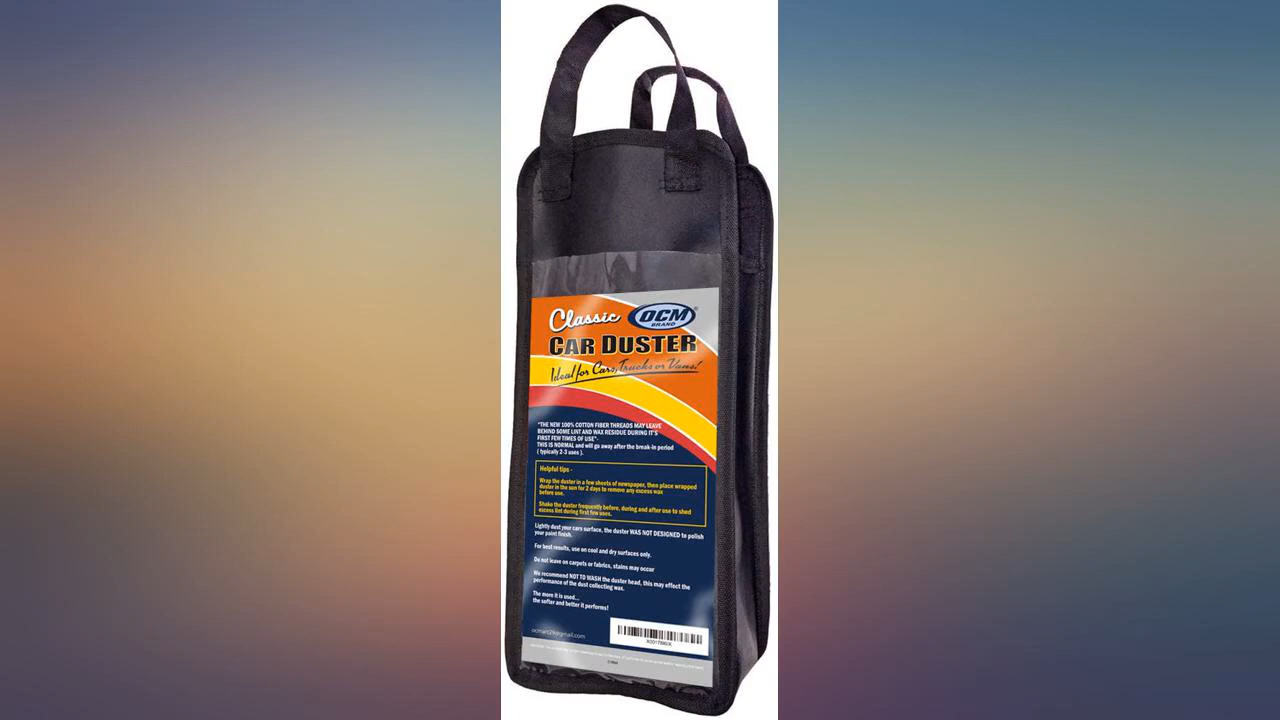 Classic OCM®
BRAND
CAR DUSTER
Ideal for Cars, Trucks or Vans!
"THE NEW 100% COTTON FIBER THREADS MAY LEAVE
BEHIND SOME LINT AND WAX RESIDUE DURING IT'S
FIRST FEW TIMES OF USE"-
THIS IS NORMAL and will go away after the break-in period
( typically 2-3 uses ).
Helpful tips -
Wrap the duster in a few sheets of newspaper, then place wrapped
duster in the sun for 2 days to remove any excess wax
before use.
Shake the duster frequently before, during and after use to shed
excess lint during first few uses.
Lightly dust your cars surface, the duster WAS NOT DESIGNED to polish
your paint finish.
For best results, use on cool and dry surfaces only.
Do not leave on carpets or fabrics, stains may occur
We recommend NOT TO WASH the duster head, this may effect the
performance of the dust collecting wax.
The more it is used...
the softer and better it performs!